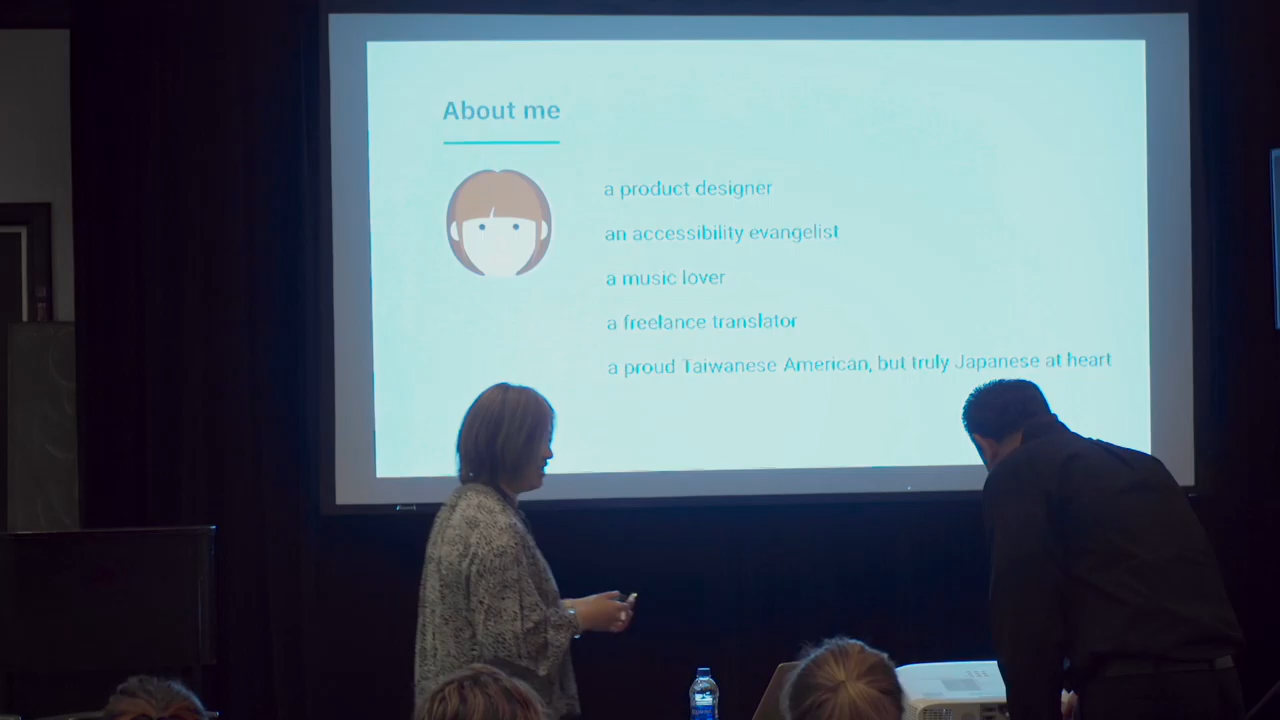 About me
a product designer
an accessibility evangelist
a music lover
a freelance translator
a proud Taiwanese American, but truly Japanese at heart